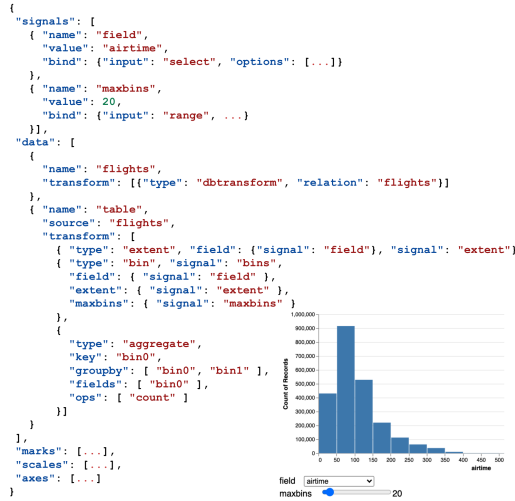 {
"signals": [
{ "name": "field",
"value": "airtime",
"bind": {"input": "select", "options": [...]}
},
{ "name": "maxbins",
"value": 20,
"bind": {"input": "range", ...}
}],
"data": [
{
"name": "flights",
"transform": [{"type": "dbtransform", "relation": "flights"}]
},
{ "name": "table",
"source": "flights",
"transform": [
{ "type": "extent", "field": {"signal": "field"}, "signal": "extent"}
{ "type": "bin", "signal": "bins",
"field": { "signal": "field" },
"extent": { "signal": "extent" },
"maxbins": { "signal": "maxbins" }
},
{
"type": "aggregate",
"key": "bin0",
"groupby": [ "bin0", "bin1" ],
"fields": [ "bin0" ],
"ops": [ "count" ]
}]
}
],
"marks": [...],
"scales": [...],
"axes": [...]
}
Count of Records
1,000,000
900,000
800,000
700,000
600,000
500,000
400,000
300,000
200,000
100,000
0
0 50 100 150 200 250 300 350 400 450 500
airtime
field airtime
maxbins 20